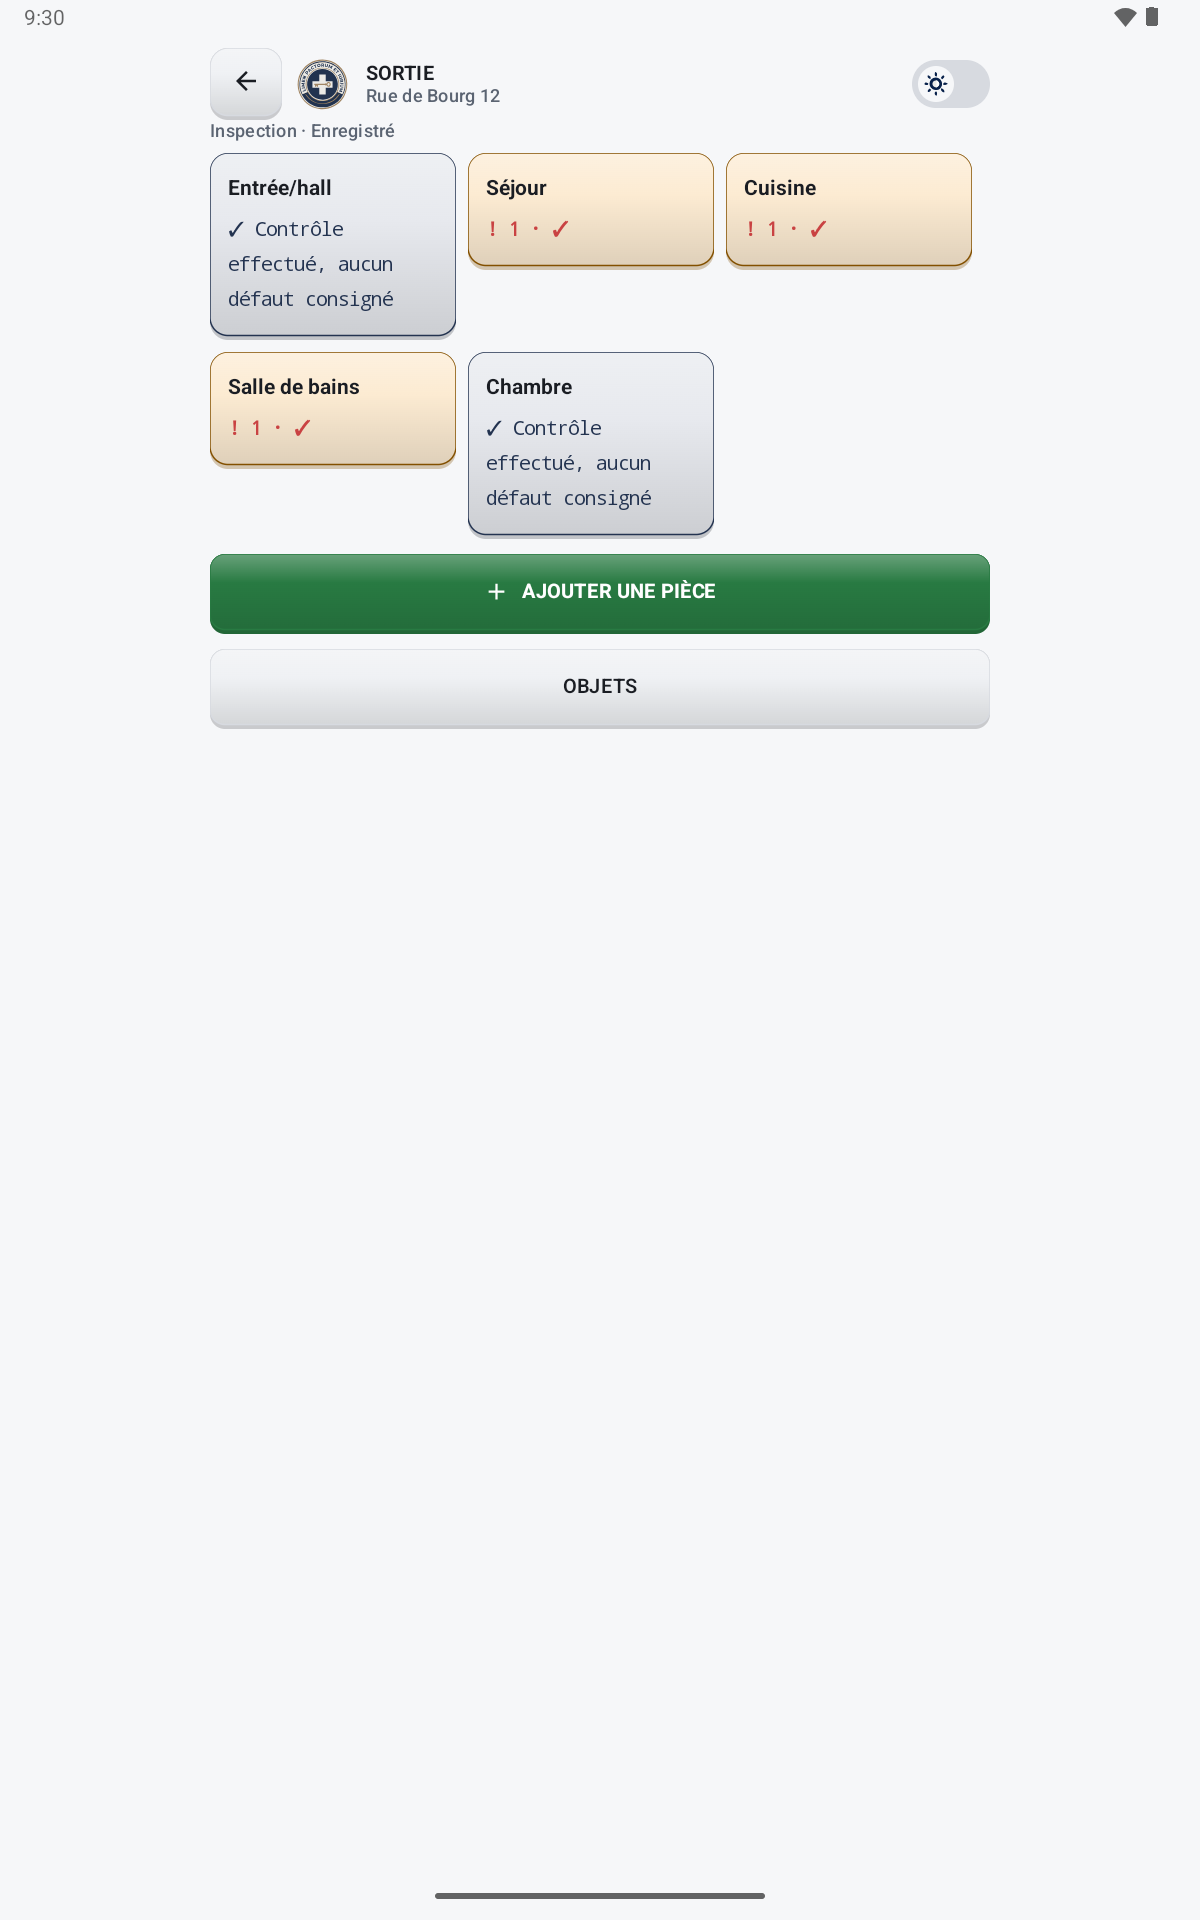 9:30
SORTIE
Rue de Bourg 12
Inspection · Enregistré
Entrée/hall
✓ Contrôle
effectué, aucun
défaut consigné
Séjour
! 1 · ✓
Cuisine
! 1 · ✓
Salle de bains
! 1 · ✓
Chambre
✓ Contrôle
effectué, aucun
défaut consigné
+ AJOUTER UNE PIÈCE
OBJETS